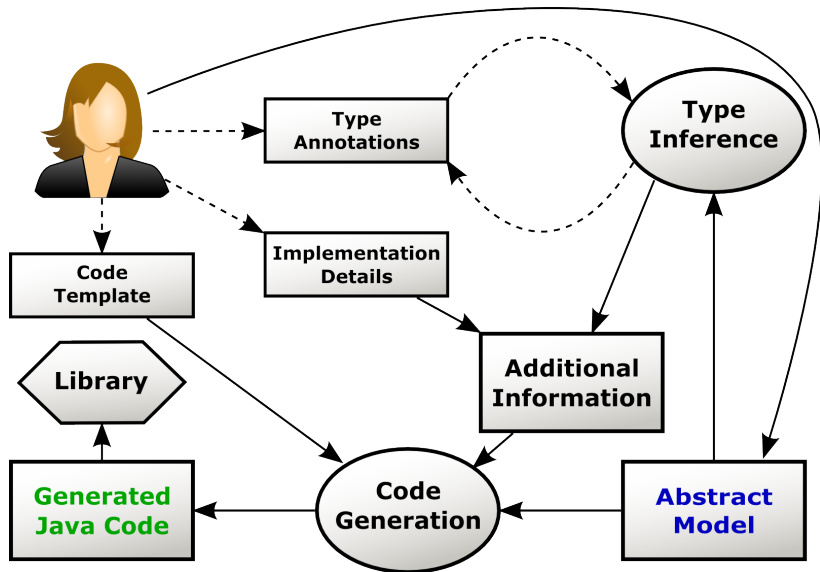 Type
Annotations
Type
Inference
Implementation
Details
Code
Template
Additional
Information
Library
Generated
Java Code
Code
Generation
Abstract
Model